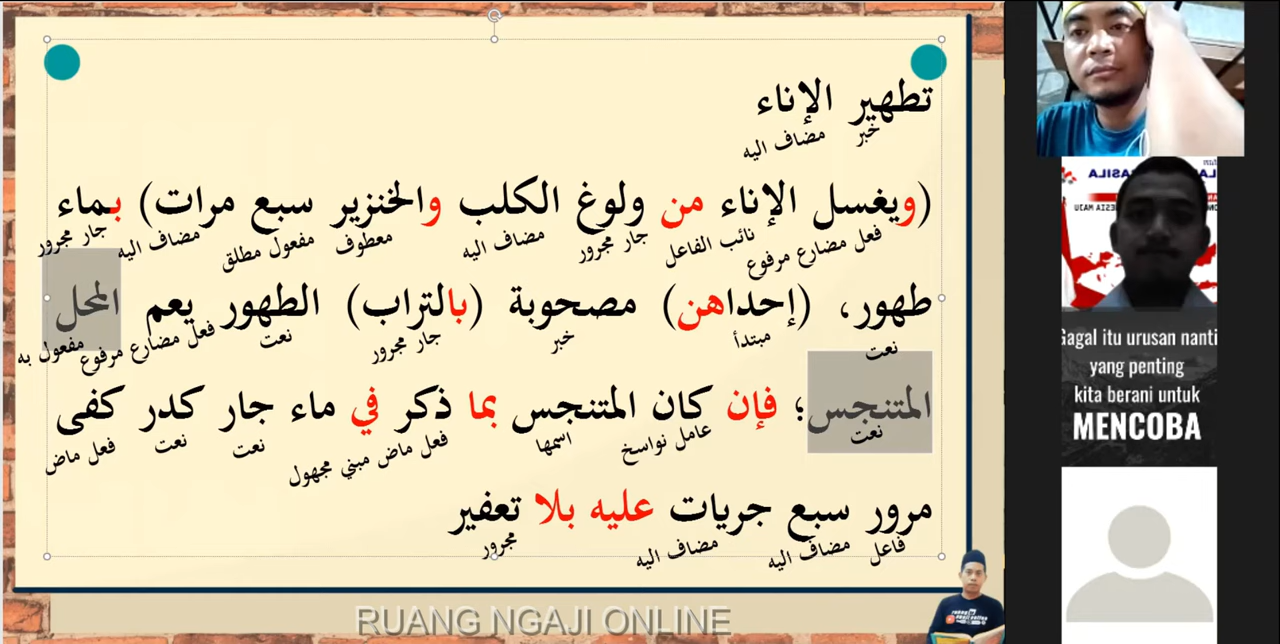 تطهير الإناء
خبر مضاف اليه
(ويغسل الإناء من ولوغ الكلب والخنزير سبع مرات) بماء
فعل مضارع مرفوع نائب الفاعل جار مجرور مضاف اليه معطوف مفعول مطلق مضاف اليه جار مجرور
طهور، (إحداهن) مصحوبة (بالتراب) الطهور يعم المحل
نعت مبتدأ خبر جار مجرور نعت فعل مضارع مرفوع مفعول به
المتنجس؛ فإن كان المتنجس بما ذكر في ماء جار كدر كفى
نعت عامل نواسخ اسمها فعل ماض مبني مجهول نعت نعت فعل ماض
مرور سبع جريات عليه بلا تعفير
فاعل مضاف اليه مضاف اليه مجرور
RUANG NGAJI ONLINE
Gagal itu urusan nanti
yang penting
kita berani untuk
MENCOBA